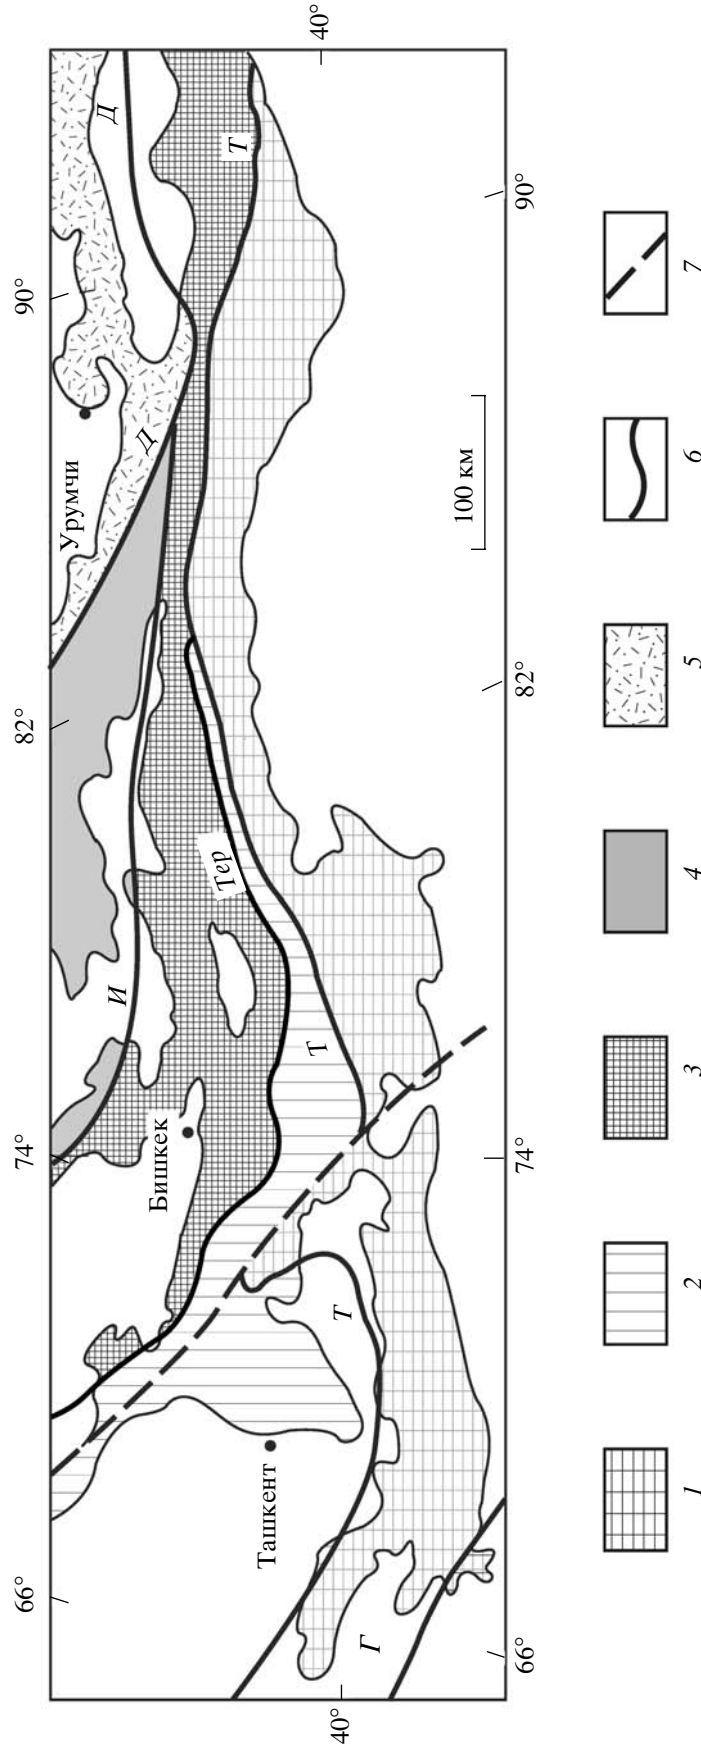 66° 74° 82° 90°
Ташкент
Бишкек
Урумчи
Г
Т
Т
Тер
И
Д
Д
Т
40°
40°
100 км
66° 74° 82° 90°
1 2 3 4 5 6 7